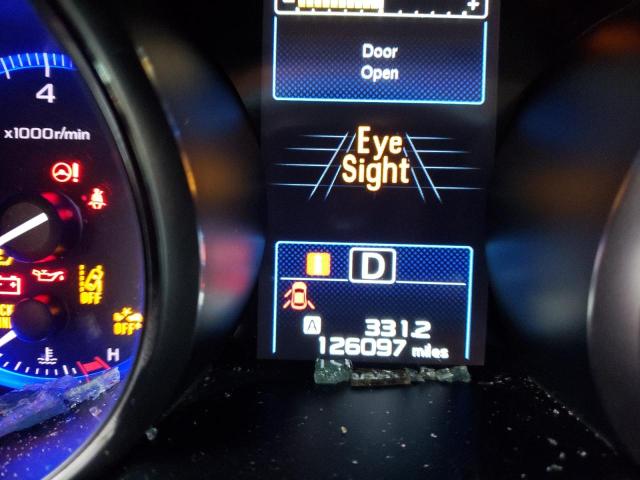 - +
Door
Open
4
x1000r/min
Eye
Sight
D
OFF
OFF
A 331.2
126097 miles
H